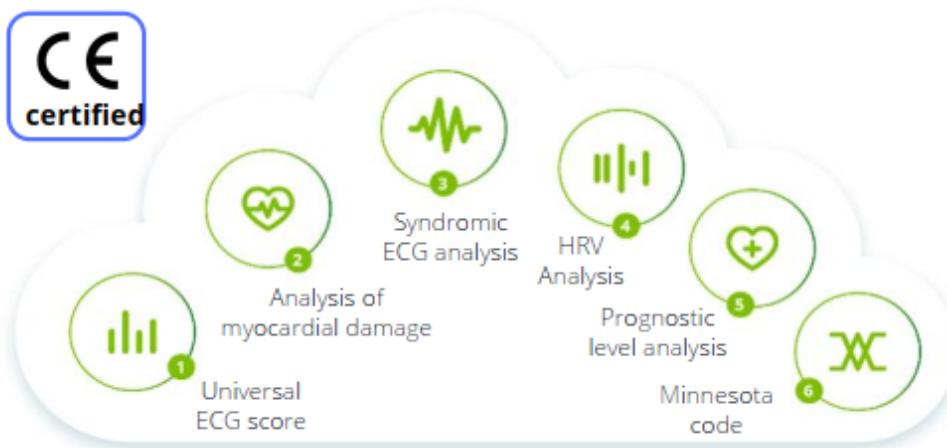 CE
certified
1
Universal
ECG score
2
Analysis of
myocardial damage
3
Syndromic
ECG analysis
4
HRV
Analysis
5
Prognostic
level analysis
6
Minnesota
code